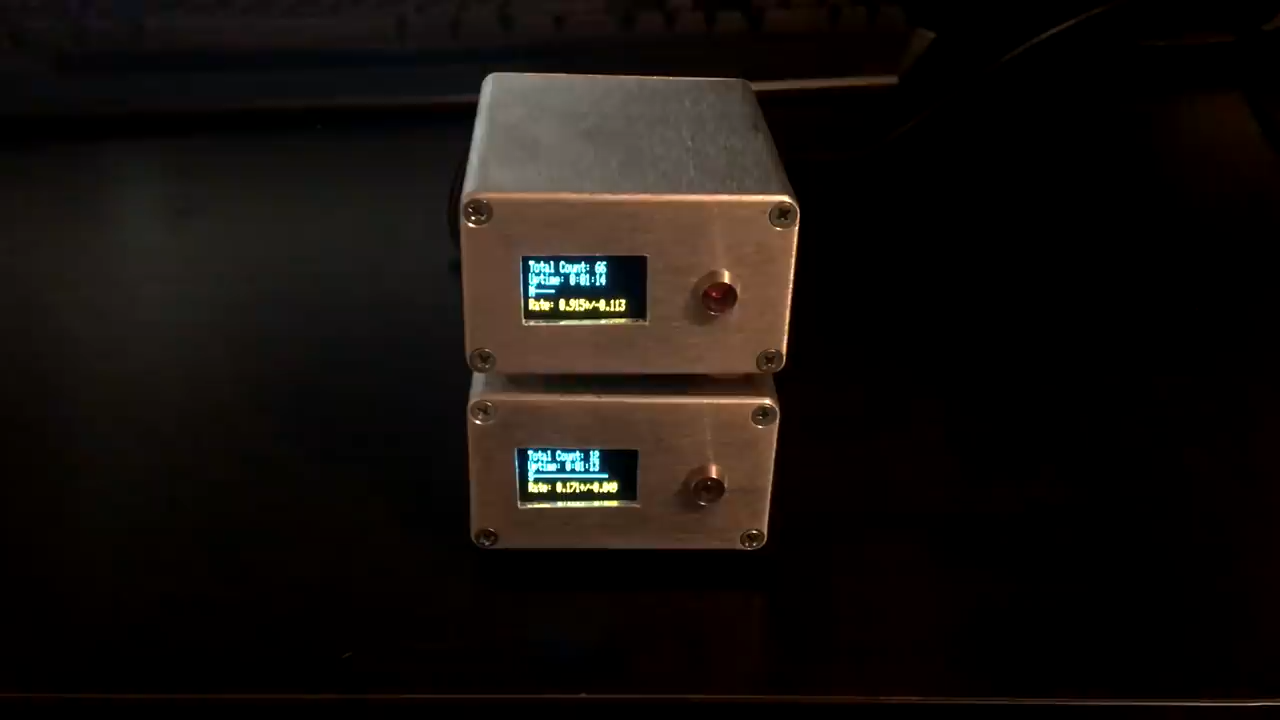 Total Count: 66
Uptime: 0:01:14
M
Rate: 0.915+/-0.113
Total Count: 12
Uptime: 0:01:13
S
Rate: 0.171+/-0.049